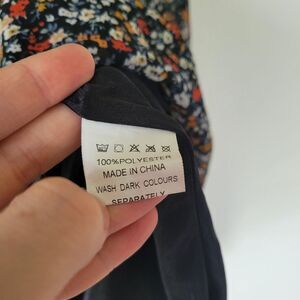 100%POLYESTER
MADE IN CHINA
WASH DARK COLOURS
SEPARATELY